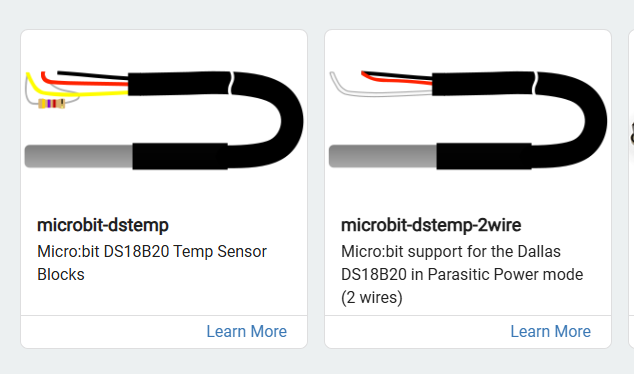 microbit-dstemp
Micro:bit DS18B20 Temp Sensor
Blocks
Learn More
microbit-dstemp-2wire
Micro:bit support for the Dallas
DS18B20 in Parasitic Power mode
(2 wires)
Learn More